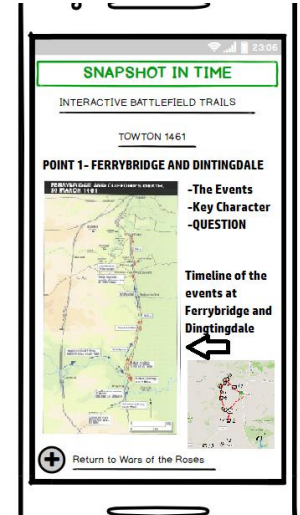 23:06
SNAPSHOT IN TIME
INTERACTIVE BATTLEFIELD TRAILS
TOWTON 1461
POINT 1- FERRYBRIDGE AND DINTINGDALE
FERRYBRIDGE AND CLIFFORD'S DEATH,
-The Events
-Key Character
-QUESTION
Timeline of the
events at
Ferrybridge and
Dingtingdale
Return to Wars of the Roses